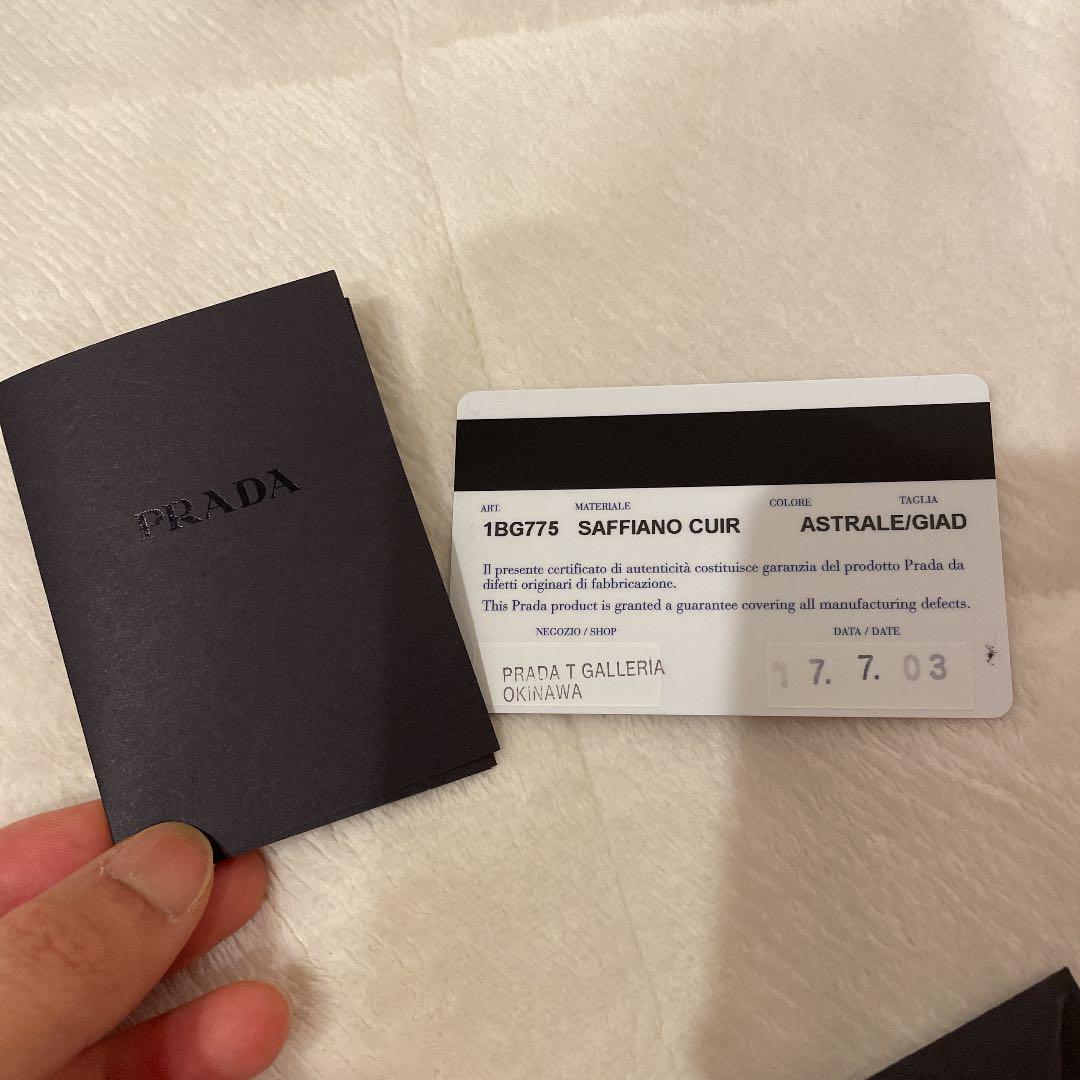 PRADA
ART.
MATERIALE
COLORE
TAGLIA
1BG775 SAFFIANO CUIR ASTRALE/GIAD
Il presente certificato di autenticità costituisce garanzia del prodotto Prada da
difetti originari di fabbricazione.
This Prada product is granted a guarantee covering all manufacturing defects.
NEGOZIO / SHOP
PRADA T GALLERIA
OKINAWA
DATA / DATE
7. 7. 03